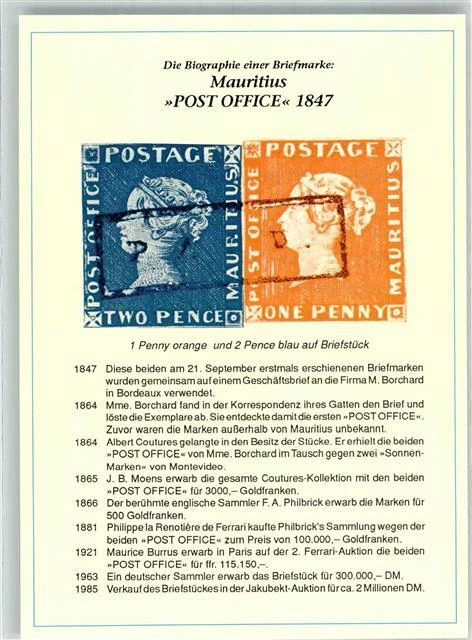 Die Biographie einer Briefmarke:
Mauritius
»POST OFFICE« 1847
POSTAGE
POST OFFICE
MAURITIUS
TWO PENCE
POSTAGE
POST OFFICE
MAURITIUS
ONE PENNY
1 Penny orange und 2 Pence blau auf Briefstück
1847 Diese beiden am 21. September erstmals erschienenen Briefmarken
wurden gemeinsam auf einem Geschäftsbrief an die Firma M. Borchard
in Bordeaux verwendet.
1864 Mme. Borchard fand in der Korrespondenz ihres Gatten den Brief und
löste die Exemplare ab. Sie entdeckte damit die ersten »POST OFFICE«.
Zuvor waren die Marken außerhalb von Mauritius unbekannt.
1864 Albert Coutures gelangte in den Besitz der Stücke. Er erhielt die beiden
»POST OFFICE« von Mme. Borchard im Tausch gegen zwei »Sonnen-
Marken« von Montevideo.
1865 J. B. Moens erwarb die gesamte Coutures-Kollektion mit den beiden
»POST OFFICE« für 3000,– Goldfranken.
1866 Der berühmte englische Sammler F. A. Philbrick erwarb die Marken für
500 Goldfranken.
1881 Philippe la Renotière de Ferrari kaufte Philbrick's Sammlung wegen der
beiden »POST OFFICE« zum Preis von 100.000,– Goldfranken.
1921 Maurice Burrus erwarb in Paris auf der 2. Ferrari-Auktion die beiden
»POST OFFICE« für ffr. 115.150,–.
1963 Ein deutscher Sammler erwarb das Briefstück für 300.000,– DM.
1985 Verkauf des Briefstückes in der Jakubekt-Auktion für ca. 2 Millionen DM.